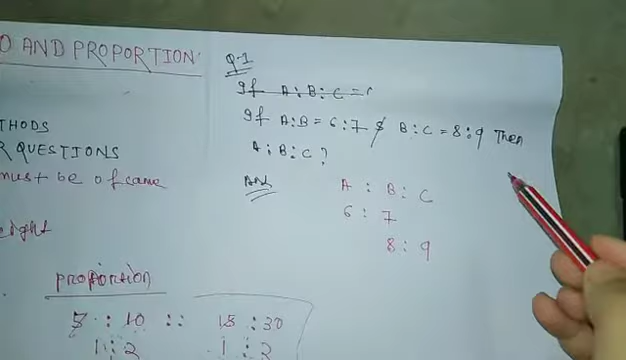 O AND PROPORTION
THODS
R QUESTIONS
must be of same
eight
proportion
5 : 10 :: 15 : 30
1 : 2 1 : 2
Q-1
If A : B : C =
If A : B = 6 : 7 & B : C = 8 : 9 Then
A : B : C ?
Ans
A : B : C
6 : 7
8 : 9